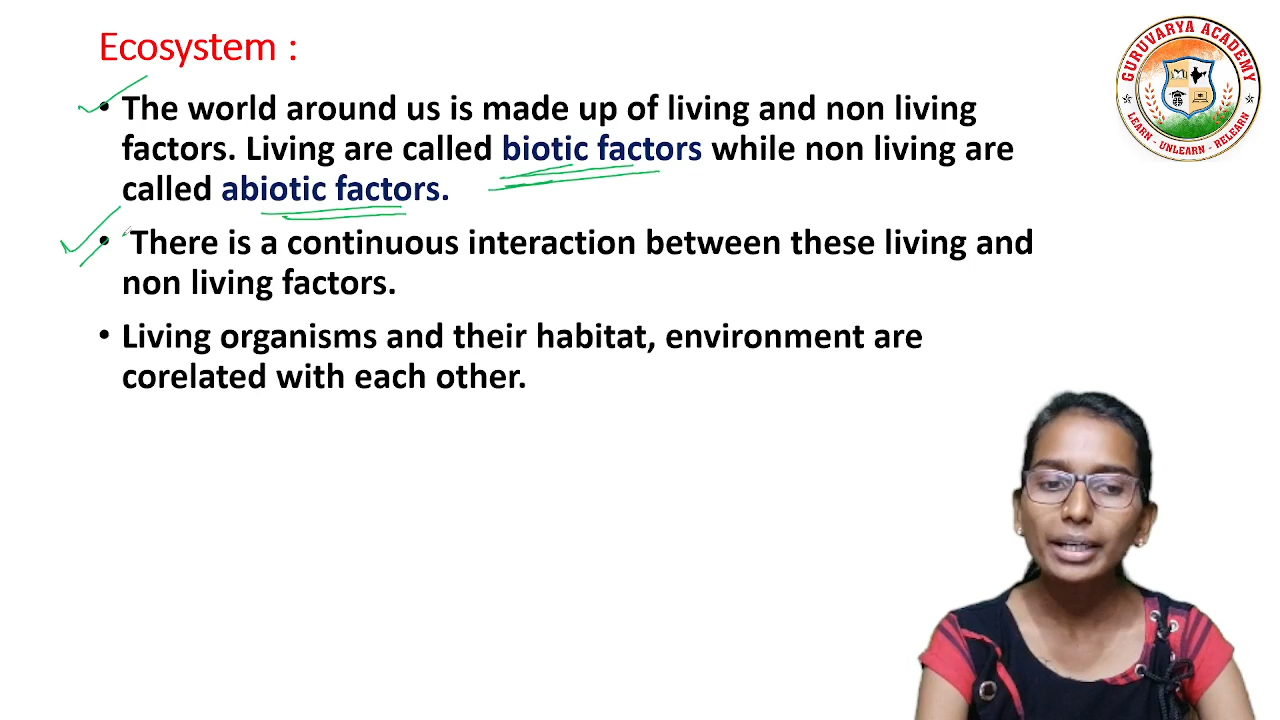 Ecosystem :
• The world around us is made up of living and non living
factors. Living are called biotic factors while non living are
called abiotic factors.
• There is a continuous interaction between these living and
non living factors.
• Living organisms and their habitat, environment are
corelated with each other.
GURUVARYA ACADEMY
LEARN - UNLEARN - RELEARN